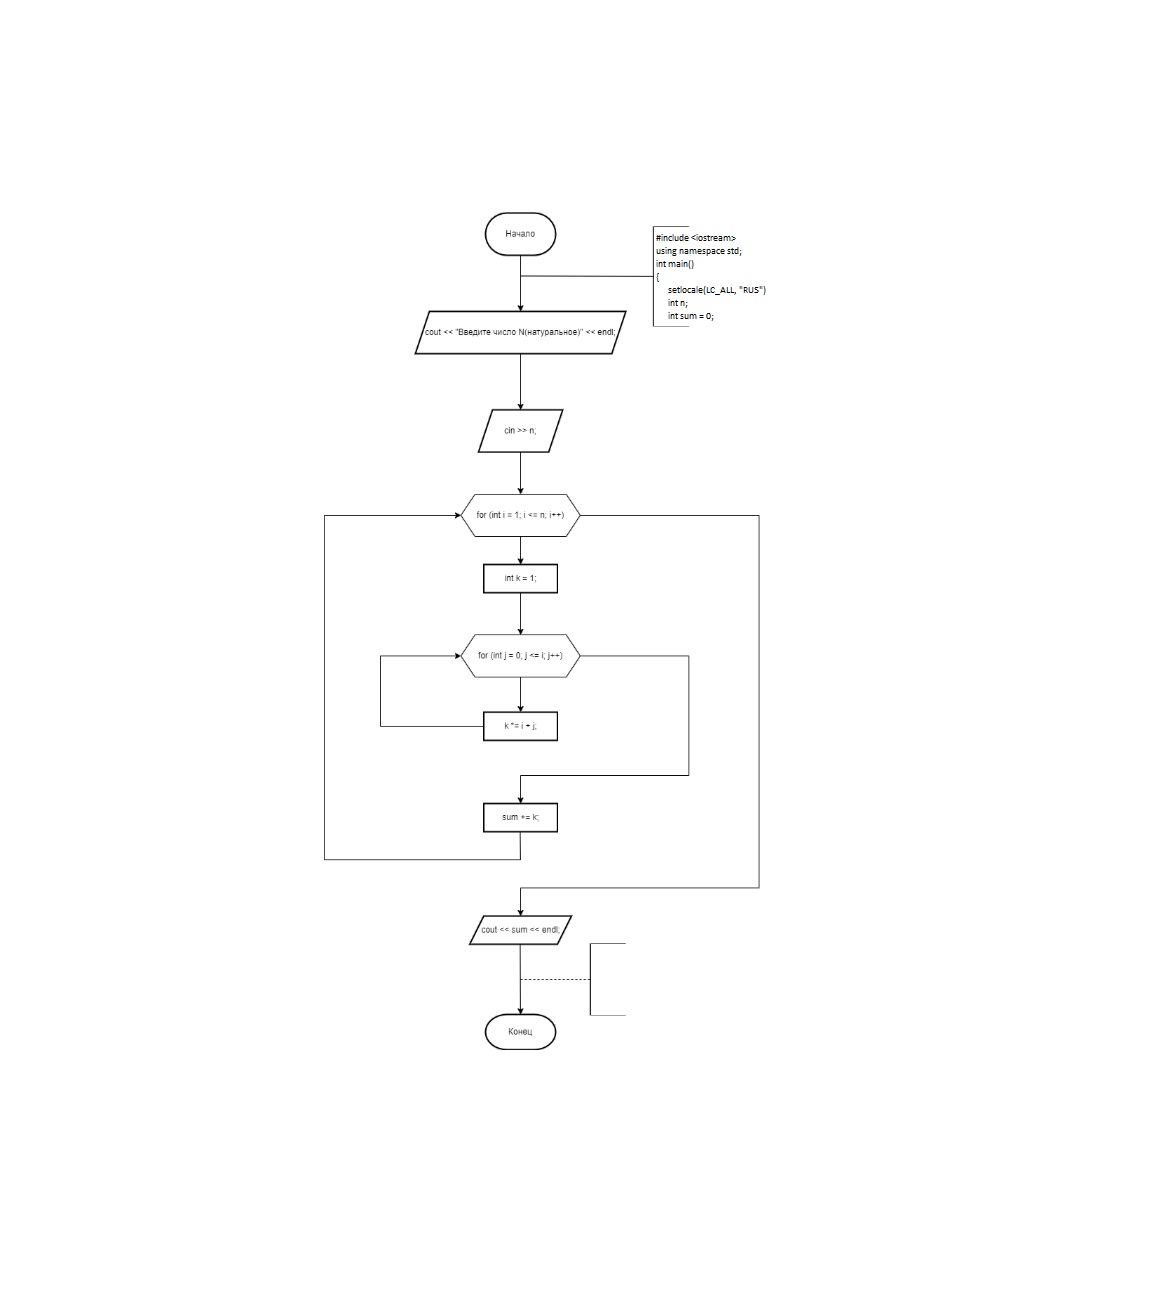 Начало
#include <iostream>
using namespace std;
int main()
{
setlocale(LC_ALL, "RUS")
int n;
int sum = 0;
cout << "Введите число N(натуральное)" << endl;
cin >> n;
for (int i = 1; i <= n; i++)
int k = 1;
for (int j = 0; j <= i; j++)
k *= i + j;
sum += k;
cout << sum << endl;
Конец